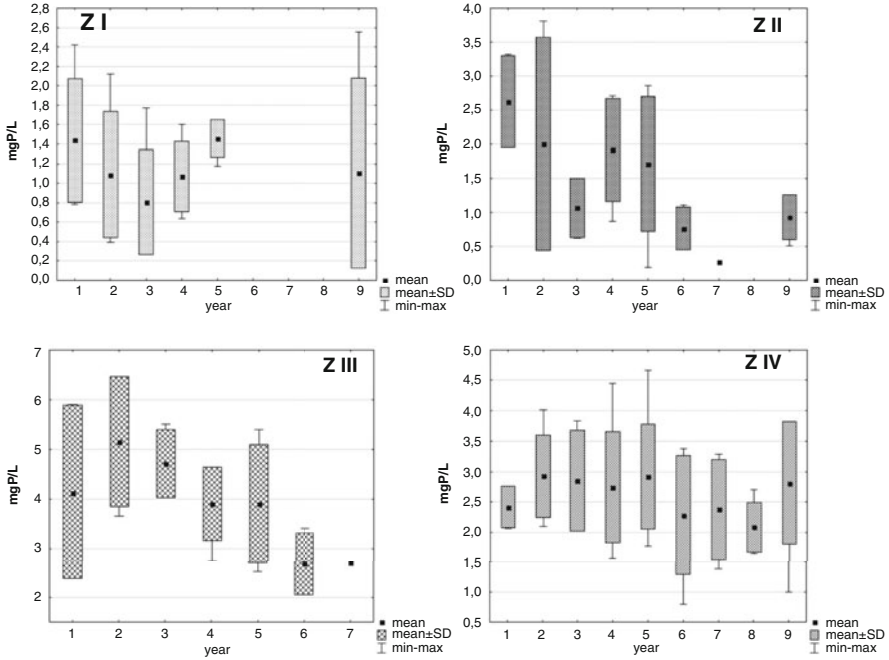 Z I
2,8
2,6
2,4
2,2
2,0
1,8
1,6
1,4
1,2
1,0
0,8
0,6
0,4
0,2
0,0
mgP/L
1 2 3 4 5 6 7 8 9
year
mean
mean±SD
min-max
Z II
4,0
3,5
3,0
2,5
2,0
1,5
1,0
0,5
0,0
mgP/L
1 2 3 4 5 6 7 8 9
year
mean
mean±SD
min-max
Z III
7
6
5
4
3
2
mgP/L
1 2 3 4 5 6 7
year
mean
mean±SD
min-max
Z IV
5,0
4,5
4,0
3,5
3,0
2,5
2,0
1,5
1,0
0,5
mgP/L
1 2 3 4 5 6 7 8 9
year
mean
mean±SD
min-max